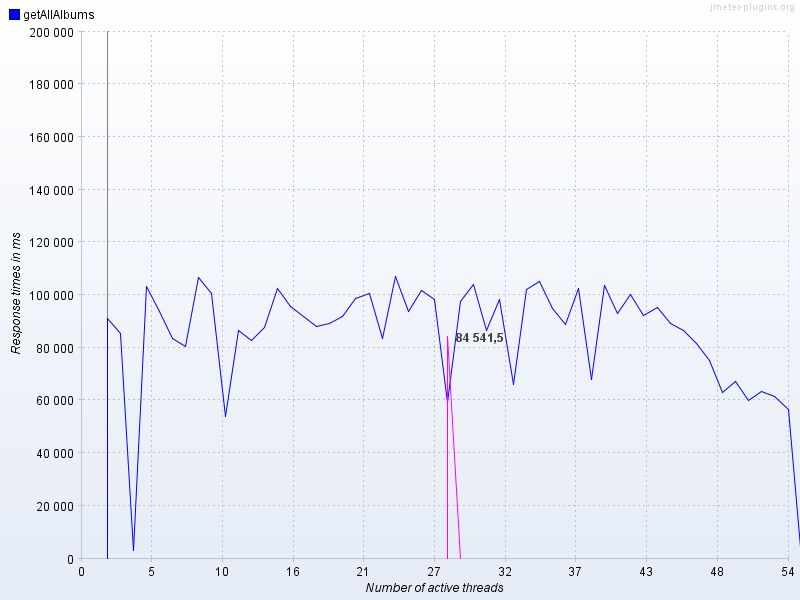 jmeter-plugins.org
getAllAlbums
200 000
180 000
160 000
140 000
120 000
100 000
80 000
60 000
40 000
20 000
0
Response times in ms
84 541,5
0 5 10 16 21 27 32 37 43 48 54
Number of active threads